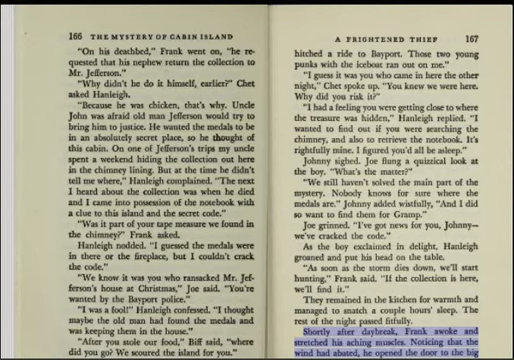 166 THE MYSTERY OF CABIN ISLAND
"On his deathbed," Frank went on, "he re-
quested that his nephew return the collection to
Mr. Jefferson."
"Why didn't he do it himself, earlier?" Chet
asked Hanleigh.
"Because he was chicken, that's why. Uncle
John was afraid old man Jefferson would try to
bring him to justice. He wanted the medals to be
in an absolutely secret place, so he thought of
this cabin. On one of Jefferson's trips my uncle
spent a weekend hiding the collection out here
in the chimney lining. But at the time he didn't
tell me where," Hanleigh complained. "The next
I heard about the collection was when he died
and I came into possession of the notebook with
a clue to this island and the secret code."
"Was it part of your tape measure we found in
the chimney?" Frank asked.
Hanleigh nodded. "I guessed the medals were
in there or the fireplace, but I couldn't crack
the code."
"We know it was you who ransacked Mr. Jef-
ferson's house at Christmas," Joe said. "You're
wanted by the Bayport police."
"I was a fool!" Hanleigh confessed. "I thought
maybe the old man had found the medals and
was keeping them in the house."
"After you stole our food," Biff said, "where
did you go? We scoured the island for you."
A FRIGHTENED THIEF 167
hitched a ride to Bayport. Those two young
punks with the iceboat ran out on me."
"I guess it was you who came in here the other
night," Chet spoke up. "You knew we were here.
Why did you risk it?"
"I had a feeling you were getting close to where
the treasure was hidden," Hanleigh replied. "I
wanted to find out if you were searching the
chimney, and also to retrieve the notebook. It's
rightfully mine. I figured you'd all be asleep."
Johnny sighed. Joe flung a quizzical look at
the boy. "What's the matter?"
"We still haven't solved the main part of the
mystery. Nobody knows for sure where the
medals are." Johnny added wistfully, "And I did
so want to find them for Gramp."
Joe grinned. "I've got news for you, Johnny—
we've cracked the code."
As the boy exclaimed in delight, Hanleigh
groaned and put his head on the table.
"As soon as the storm dies down, we'll start
hunting," Frank said. "If the collection is here,
we'll find it."
They remained in the kitchen for warmth and
managed to snatch a couple hours' sleep. The
rest of the night passed fitfully.
Shortly after daybreak, Frank awoke and
stretched his aching muscles. Noticing that the
wind had abated, he opened the door to the big